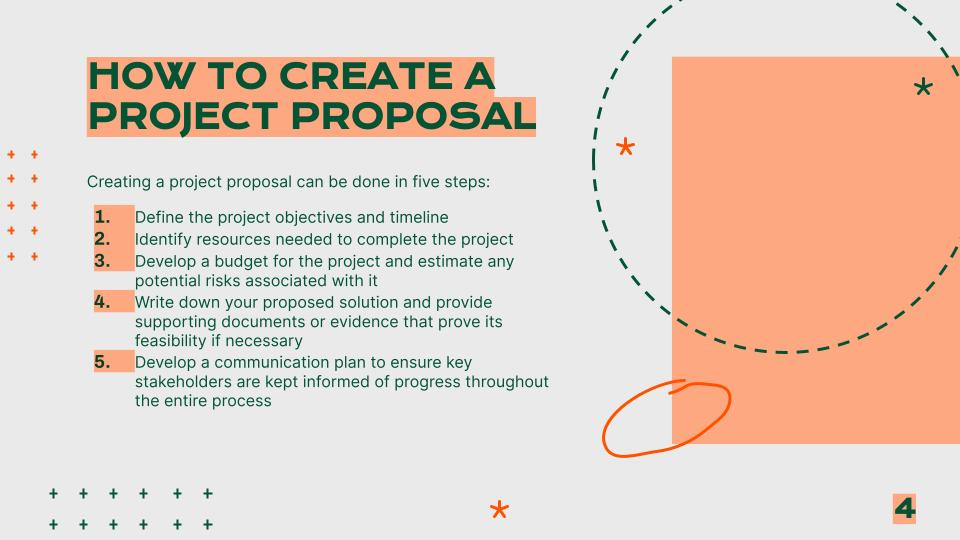 HOW TO CREATE A
PROJECT PROPOSAL
Creating a project proposal can be done in five steps:
1. Define the project objectives and timeline
2. Identify resources needed to complete the project
3. Develop a budget for the project and estimate any
potential risks associated with it
4. Write down your proposed solution and provide
supporting documents or evidence that prove its
feasibility if necessary
5. Develop a communication plan to ensure key
stakeholders are kept informed of progress throughout
the entire process
4